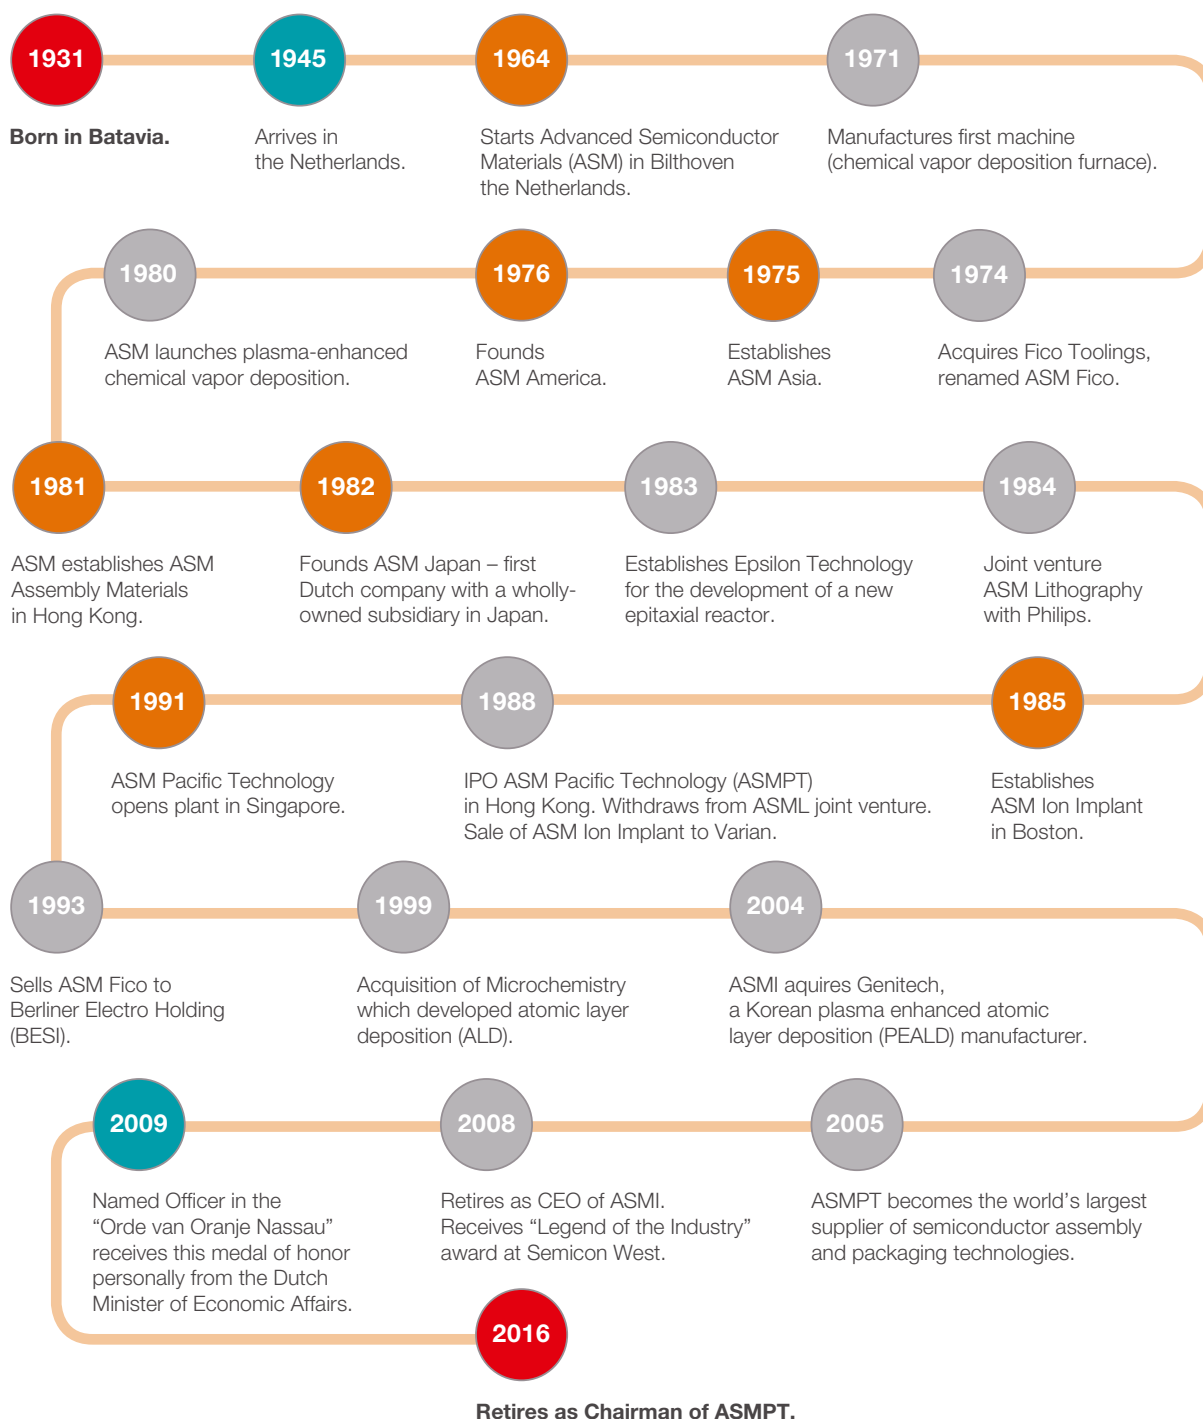 1931
Born in Batavia.
1945
Arrives in
the Netherlands.
1964
Starts Advanced Semiconductor
Materials (ASM) in Bilthoven
the Netherlands.
1971
Manufactures first machine
(chemical vapor deposition furnace).
1974
Acquires Fico Toolings,
renamed ASM Fico.
1975
Establishes
ASM Asia.
1976
Founds
ASM America.
1980
ASM launches plasma-enhanced
chemical vapor deposition.
1981
ASM establishes ASM
Assembly Materials
in Hong Kong.
1982
Founds ASM Japan – first
Dutch company with a wholly-
owned subsidiary in Japan.
1983
Establishes Epsilon Technology
for the development of a new
epitaxial reactor.
1984
Joint venture
ASM Lithography
with Philips.
1985
Establishes
ASM Ion Implant
in Boston.
1988
IPO ASM Pacific Technology (ASMPT)
in Hong Kong. Withdraws from ASML joint venture.
Sale of ASM Ion Implant to Varian.
1991
ASM Pacific Technology
opens plant in Singapore.
1993
Sells ASM Fico to
Berliner Electro Holding
(BESI).
1999
Acquisition of Microchemistry
which developed atomic layer
deposition (ALD).
2004
ASMI aquires Genitech,
a Korean plasma enhanced atomic
layer deposition (PEALD) manufacturer.
2005
ASMPT becomes the world’s largest
supplier of semiconductor assembly
and packaging technologies.
2008
Retires as CEO of ASMI.
Receives “Legend of the Industry”
award at Semicon West.
2009
Named Officer in the
“Orde van Oranje Nassau”
receives this medal of honor
personally from the Dutch
Minister of Economic Affairs.
2016
Retires as Chairman of ASMPT.